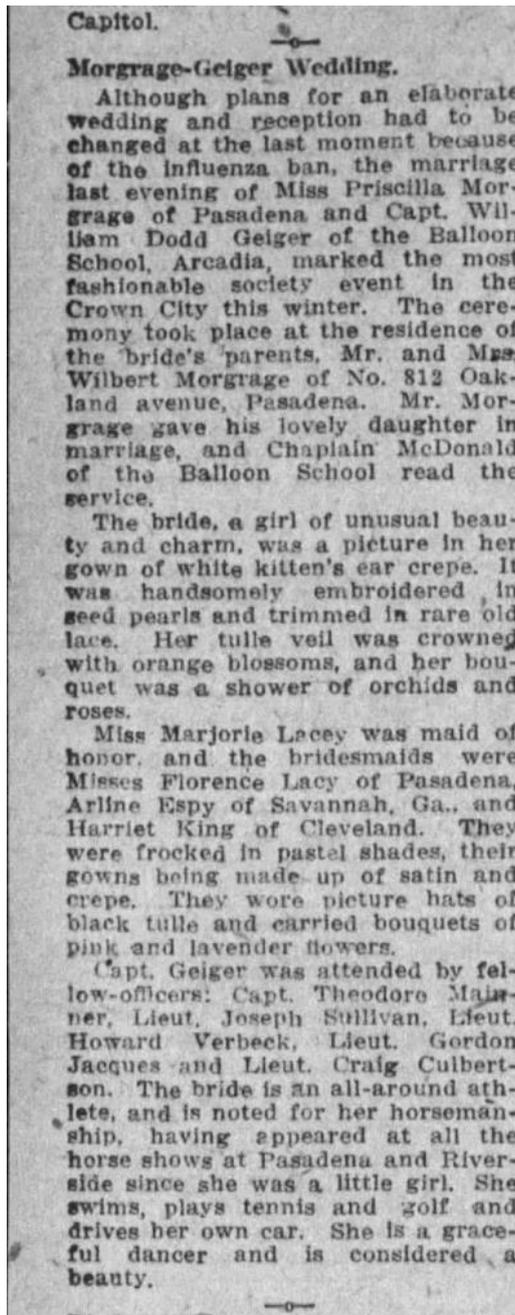 Capitol.
Morgrage-Geiger Wedding.
Although plans for an elaborate
wedding and reception had to be
changed at the last moment because
of the influenza ban, the marriage
last evening of Miss Priscilla Mor-
grage of Pasadena and Capt. Wil-
liam Dodd Geiger of the Balloon
School, Arcadia, marked the most
fashionable society event in the
Crown City this winter. The cere-
mony took place at the residence of
the bride's parents, Mr. and Mrs.
Wilbert Morgrage of No. 812 Oak-
land avenue, Pasadena. Mr. Mor-
grage gave his lovely daughter in
marriage, and Chaplain McDonald
of the Balloon School read the
service.
The bride, a girl of unusual beau-
ty and charm, was a picture in her
gown of white kitten's ear crepe. It
was handsomely embroidered in
seed pearls and trimmed in rare old
lace. Her tulle veil was crowned
with orange blossoms, and her bou-
quet was a shower of orchids and
roses.
Miss Marjorie Lacey was maid of
honor, and the bridesmaids were
Misses Florence Lacy of Pasadena,
Arline Espy of Savannah, Ga., and
Harriet King of Cleveland. They
were frocked in pastel shades, their
gowns being made up of satin and
crepe. They wore picture hats of
black tulle and carried bouquets of
pink and lavender flowers.
Capt. Geiger was attended by fel-
low-officers: Capt. Theodore
Lieut. Joseph Sullivan, Lieut.
Howard Verbeck, Lieut. Gordon
Jacques and Lieut. Craig Culbert-
son. The bride is an all-around ath-
lete, and is noted for her horseman-
ship, having appeared at all the
horse shows at Pasadena and River-
side since she was a little girl. She
swims, plays tennis and golf and
drives her own car. She is a grace-
ful dancer and is considered a
beauty.